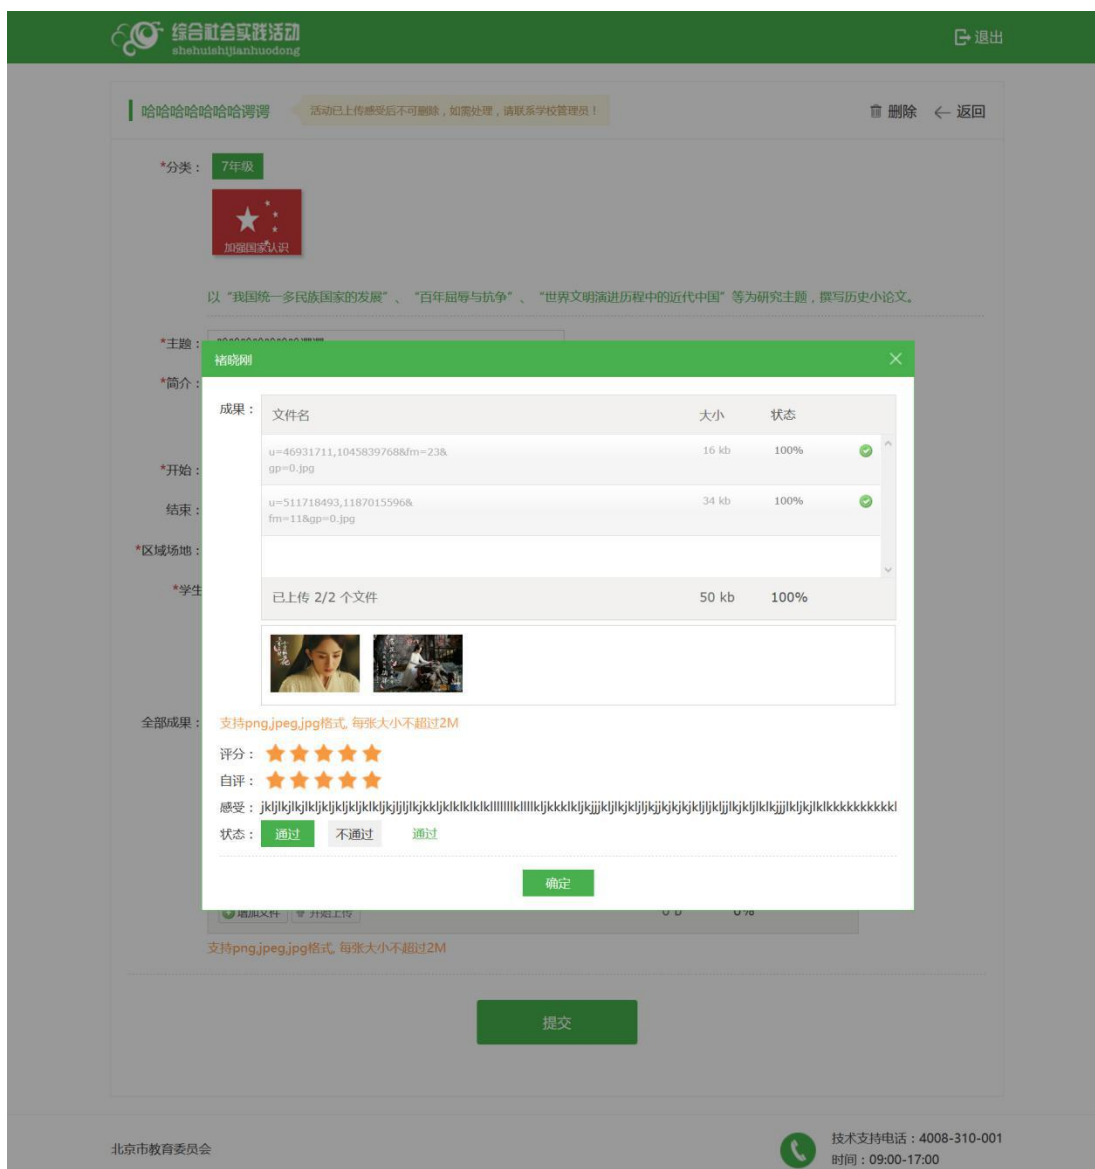 综合社会实践活动
shehuishijianhuodong
退出
哈哈哈哈哈哈哈谔谔
活动已上传感受后不可删除，如需处理，请联系学校管理员！
删除
返回
*分类：
7年级
加强国家认识
以“我国统一多民族国家的发展”、“百年屈辱与抗争”、“世界文明演进历程中的近代中国”等为研究主题，撰写历史小论文。
*主题：
*简介：
*开始：
结束：
*区域场地：
*学生
全部成果：
褚晓刚
成果：
文件名 大小 状态
u=46931711,1045839768&fm=23&
gp=0.jpg
16 kb 100%
u=511718493,1187015596&
fm=11&gp=0.jpg
34 kb 100%
已上传 2/2 个文件 50 kb 100%
支持png,jpeg,jpg格式, 每张大小不超过2M
评分：
自评：
感受：
状态： 通过 不通过 通过
确定
增加文件 开始上传 0 b 0%
支持png,jpeg,jpg格式, 每张大小不超过2M
提交
北京市教育委员会
技术支持电话：4008-310-001
时间：09:00-17:00